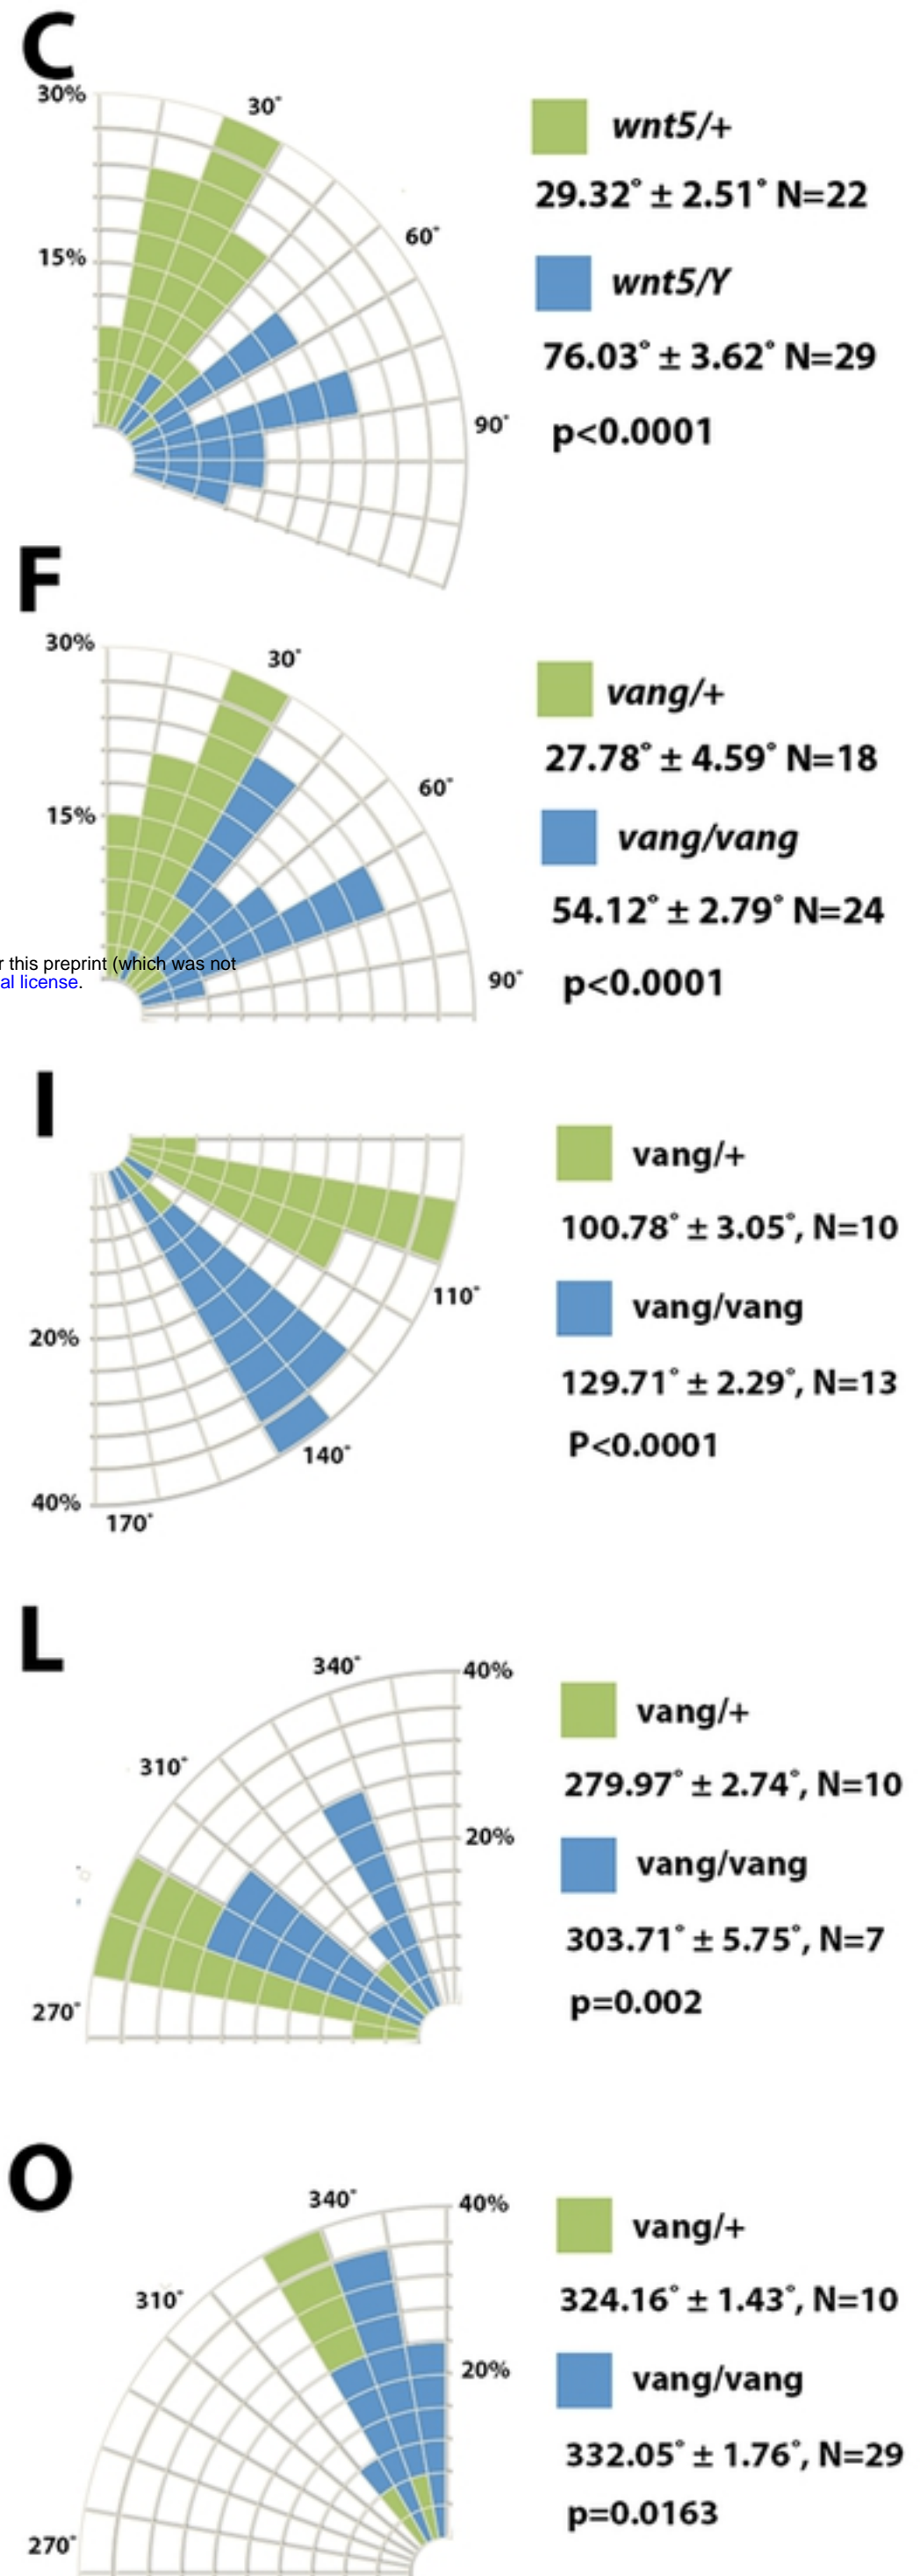 C
30%
30°
wnt5/+
29.32° ± 2.51° N=22
60°
15%
wnt5/Y
76.03° ± 3.62° N=29
90°
p<0.0001
F
30%
30°
vang/+
27.78° ± 4.59° N=18
60°
15%
vang/vang
54.12° ± 2.79° N=24
r this preprint (which was not
al license.
90°
p<0.0001
I
vang/+
100.78° ± 3.05°, N=10
110°
vang/vang
20%
129.71° ± 2.29°, N=13
P<0.0001
140°
40%
170°
L
340°
40%
vang/+
310°
279.97° ± 2.74°, N=10
20%
vang/vang
303.71° ± 5.75°, N=7
270°
p=0.002
O
340°
40%
vang/+
310°
324.16° ± 1.43°, N=10
20%
vang/vang
332.05° ± 1.76°, N=29
p=0.0163
270°